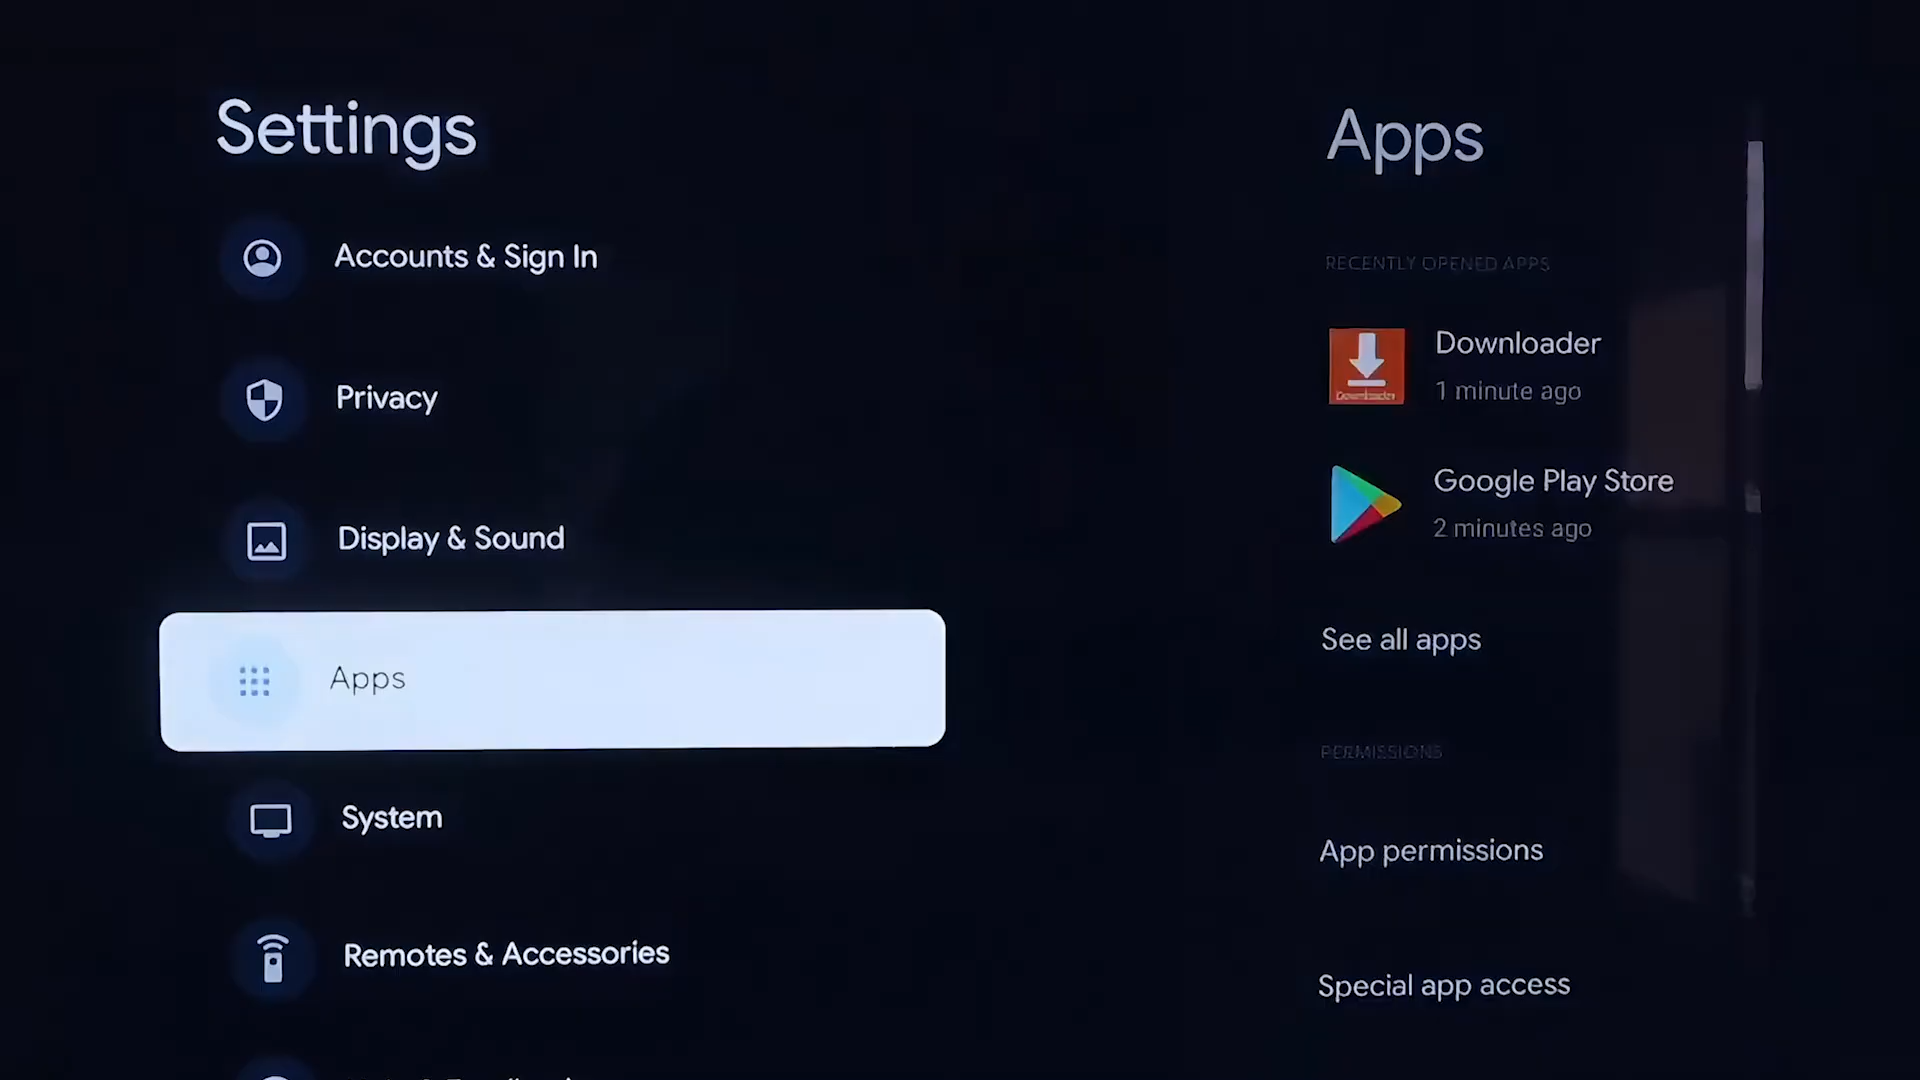 Settings
Accounts & Sign In
Privacy
Display & Sound
Apps
System
Remotes & Accessories
Apps
RECENTLY OPENED APPS
Downloader
1 minute ago
Downloader
Google Play Store
2 minutes ago
See all apps
PERMISSIONS
App permissions
Special app access